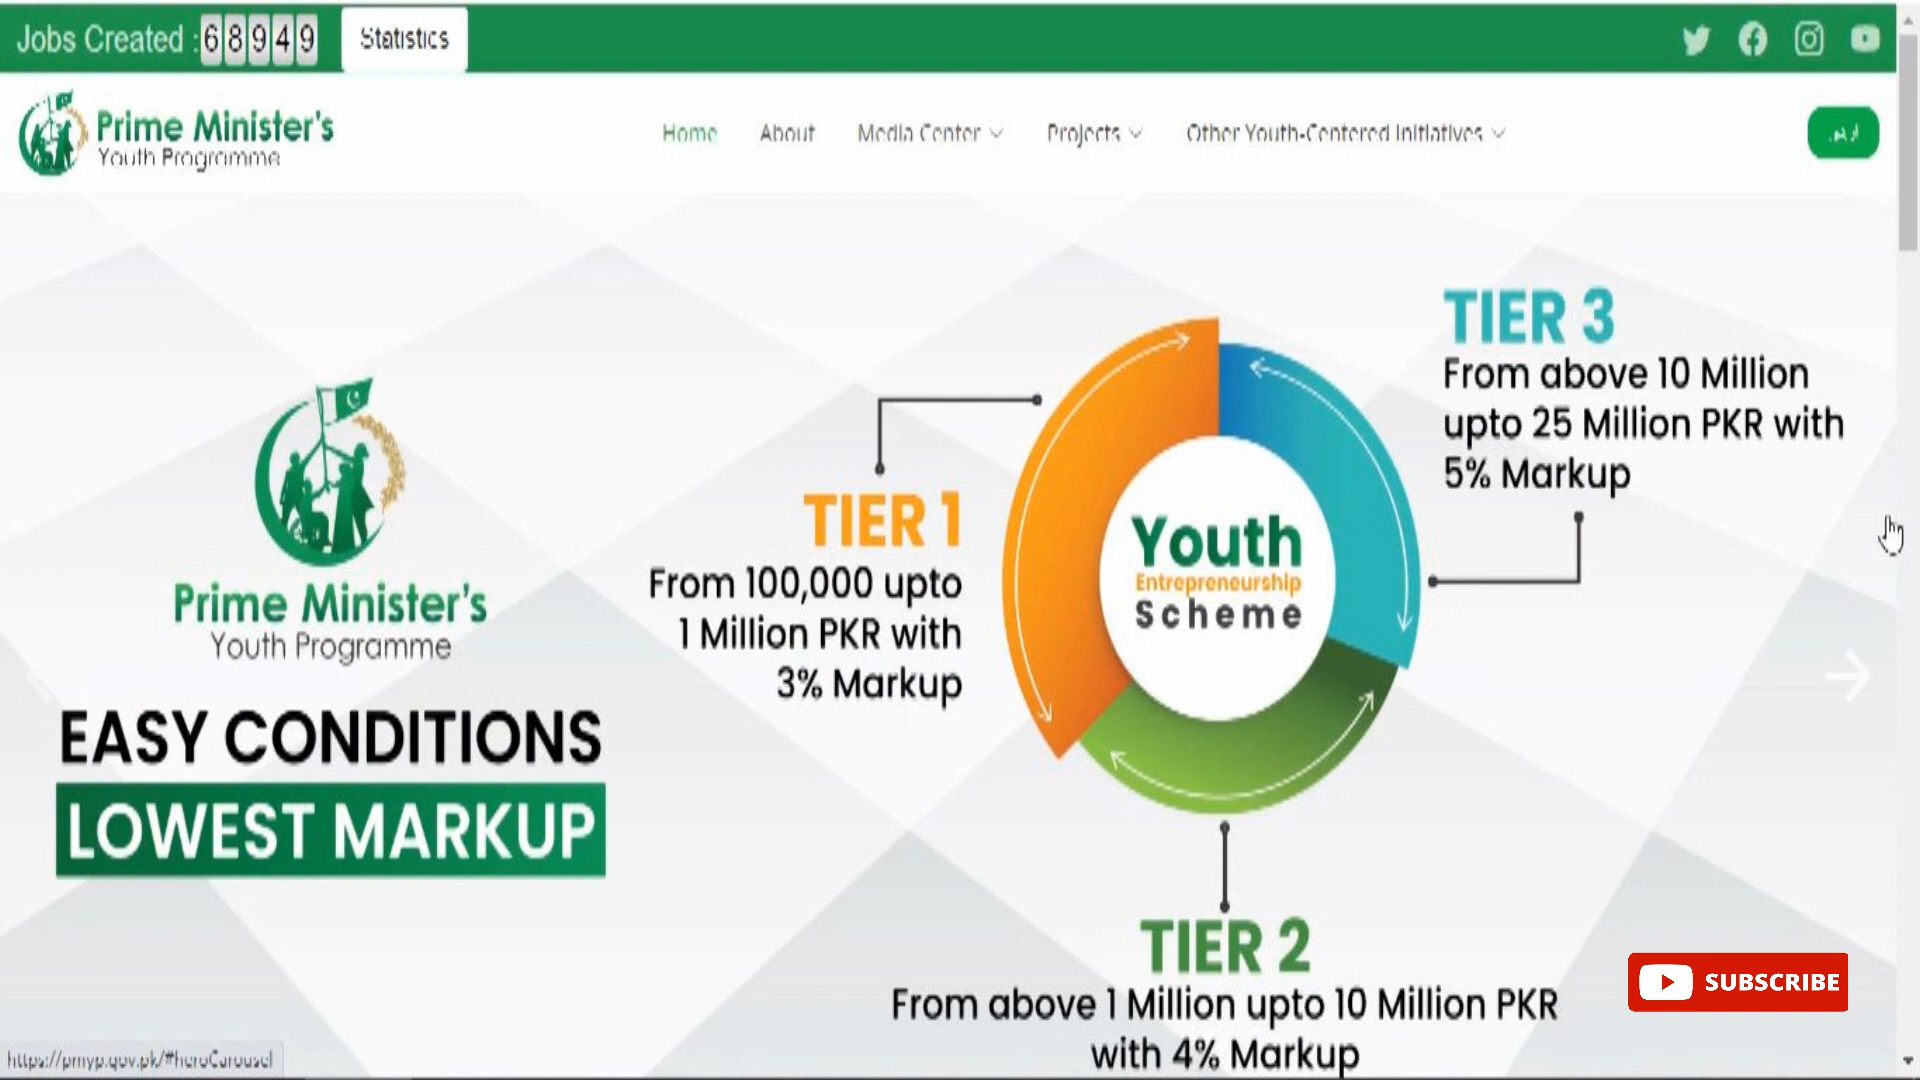 Jobs Created :68949
Statistics
Prime Minister's
Youth Programme
Home
About
Media Center
Projects
Other Youth-Centered Initiatives
اردو
TIER 3
From above 10 Million
upto 25 Million PKR with
5% Markup
TIER 1
From 100,000 upto
1 Million PKR with
3% Markup
Youth
Entrepreneurship
Scheme
Prime Minister's
Youth Programme
EASY CONDITIONS
LOWEST MARKUP
TIER 2
From above 1 Million upto 10 Million PKR
with 4% Markup
SUBSCRIBE
https://pmyp.gov.pk/#heroCarousel